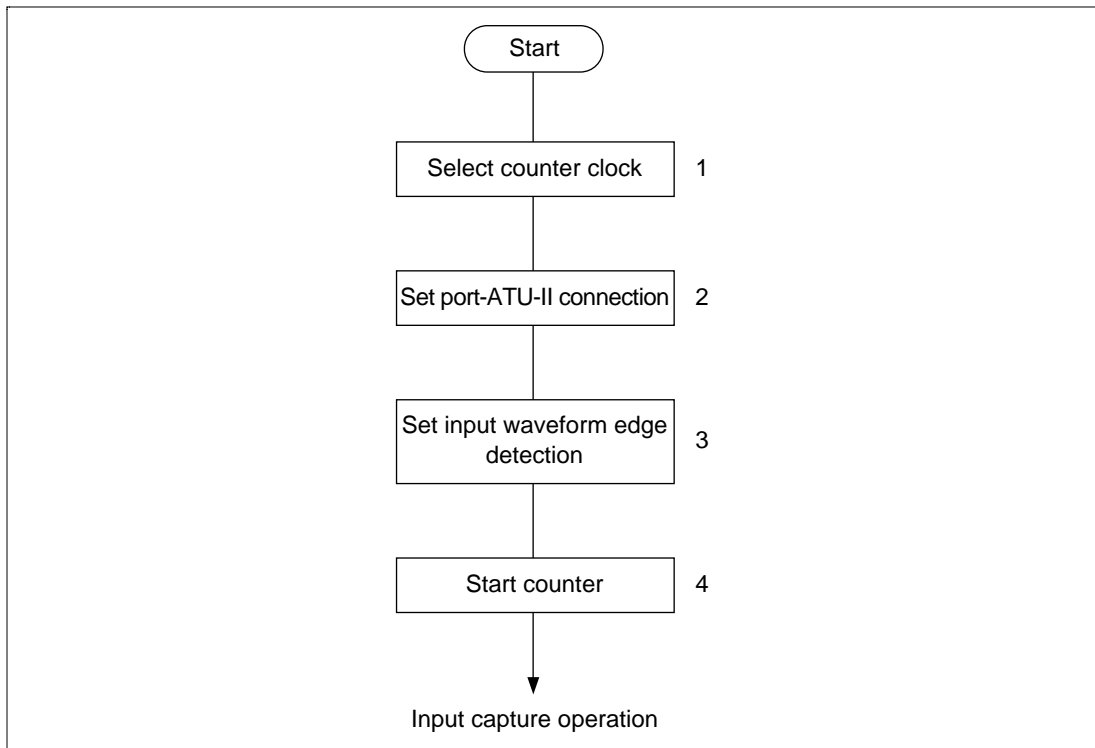 Start
Select counter clock
1
Set port-ATU-II connection
2
Set input waveform edge
detection
3
Start counter
4
Input capture operation